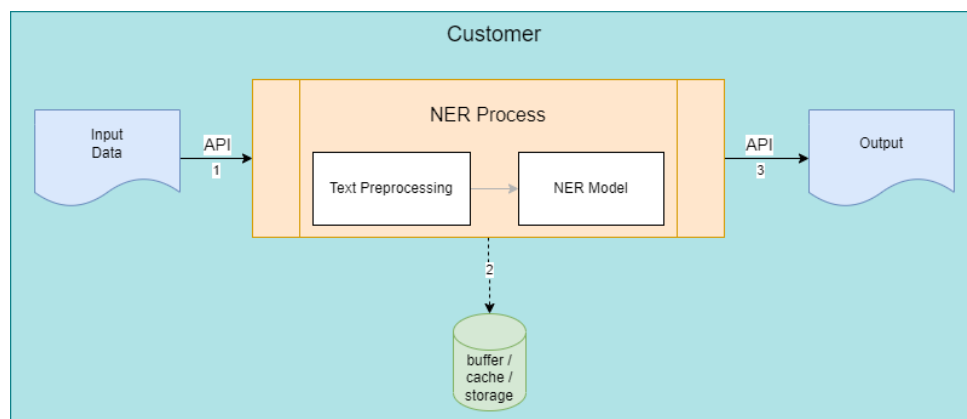 Customer
NER Process
Input
Data
API
1
Text Preprocessing
NER Model
API
3
Output
2
buffer /
cache /
storage